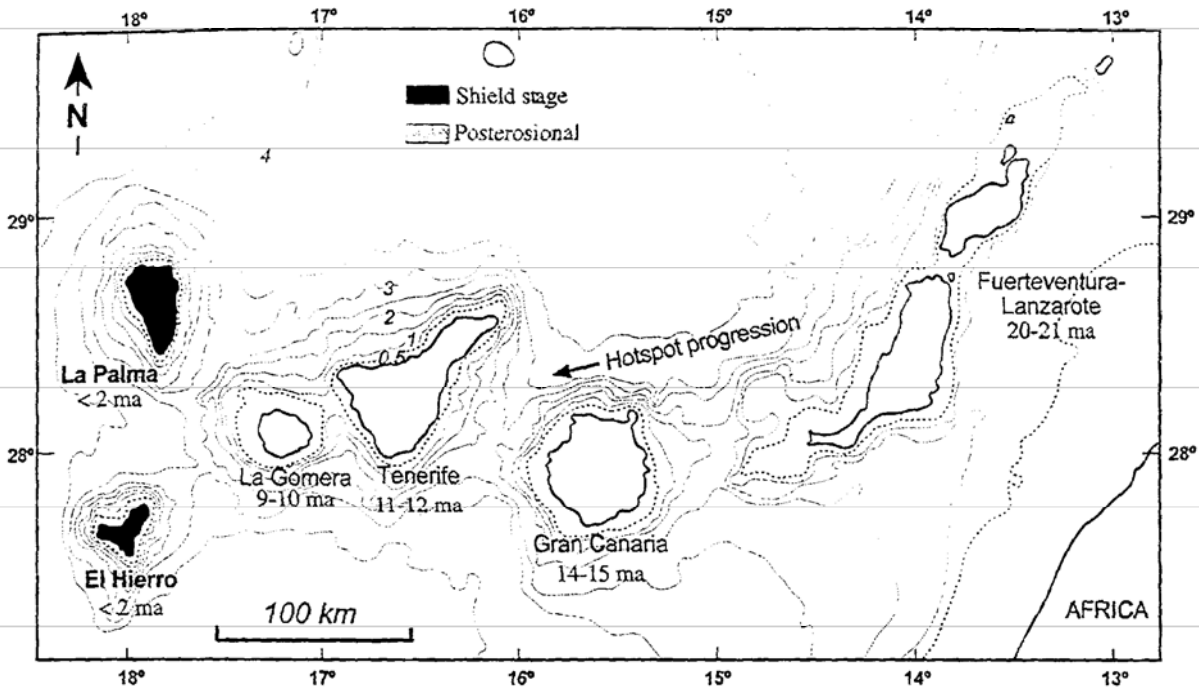 18° 17° 16° 15° 14° 13°
N
Shield stage
Posterosional
4
a
29° 29°
3
2
1
0.5
Hotspot progression
Fuerteventura-
Lanzarote
20-21 ma
La Palma
< 2 ma
La Gomera
9-10 ma
Tenerife
11-12 ma
28° 28°
Gran Canaria
14-15 ma
El Hierro
< 2 ma
100 km
AFRICA
18° 17° 16° 15° 14° 13°